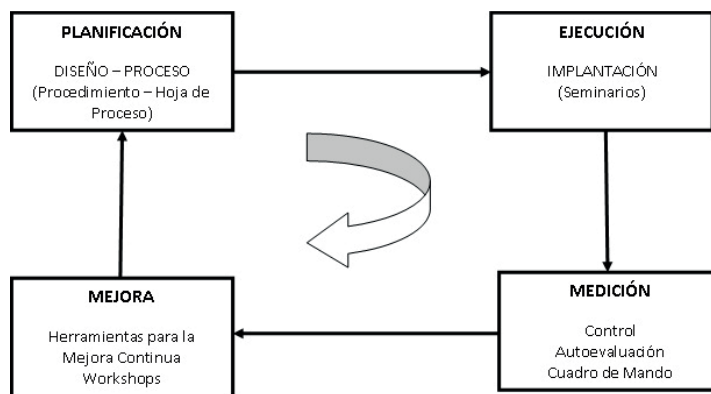 PLANIFICACIÓN
DISEÑO – PROCESO
(Procedimiento – Hoja de
Proceso)
EJECUCIÓN
IMPLANTACIÓN
(Seminarios)
MEJORA
Herramientas para la
Mejora Continua
Workshops
MEDICIÓN
Control
Autoevaluación
Cuadro de Mando